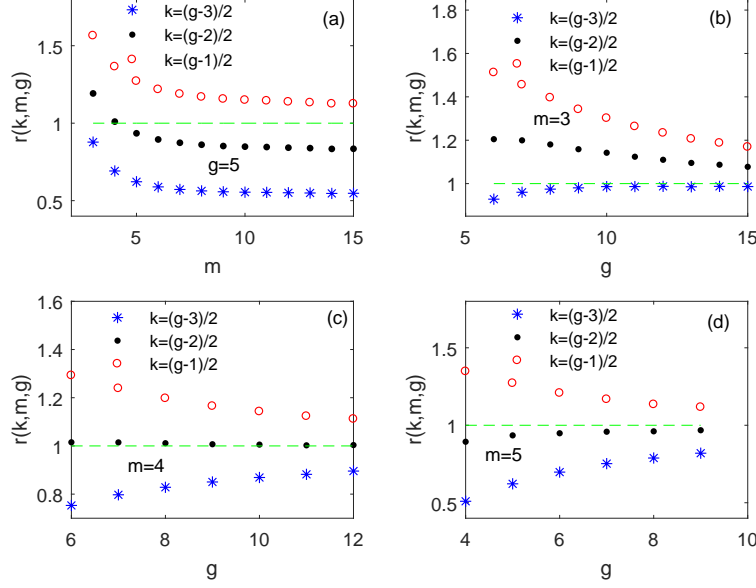 (a)
k=(g-3)/2
k=(g-2)/2
k=(g-1)/2
1.5
1
0.5
r(k,m,g)
g=5
5
10
15
m
(b)
k=(g-3)/2
k=(g-2)/2
k=(g-1)/2
1.8
1.6
1.4
1.2
1
r(k,m,g)
m=3
5
10
15
g
(c)
k=(g-3)/2
k=(g-2)/2
k=(g-1)/2
1.6
1.4
1.2
1
0.8
r(k,m,g)
m=4
6
8
10
12
g
(d)
k=(g-3)/2
k=(g-2)/2
k=(g-1)/2
1.5
1
0.5
r(k,m,g)
m=5
4
6
8
10
g